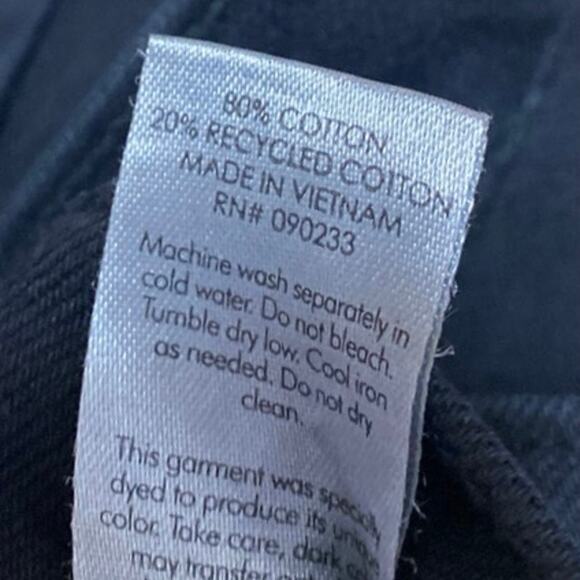 80% COTTON
20% RECYCLED COTTON
MADE IN VIETNAM
RN# 090233
Machine wash separately in
cold water. Do not bleach.
Tumble dry low. Cool iron
as needed. Do not dry
clean.
This garment was specially
dyed to produce its
color. Take care, dark
may transfer